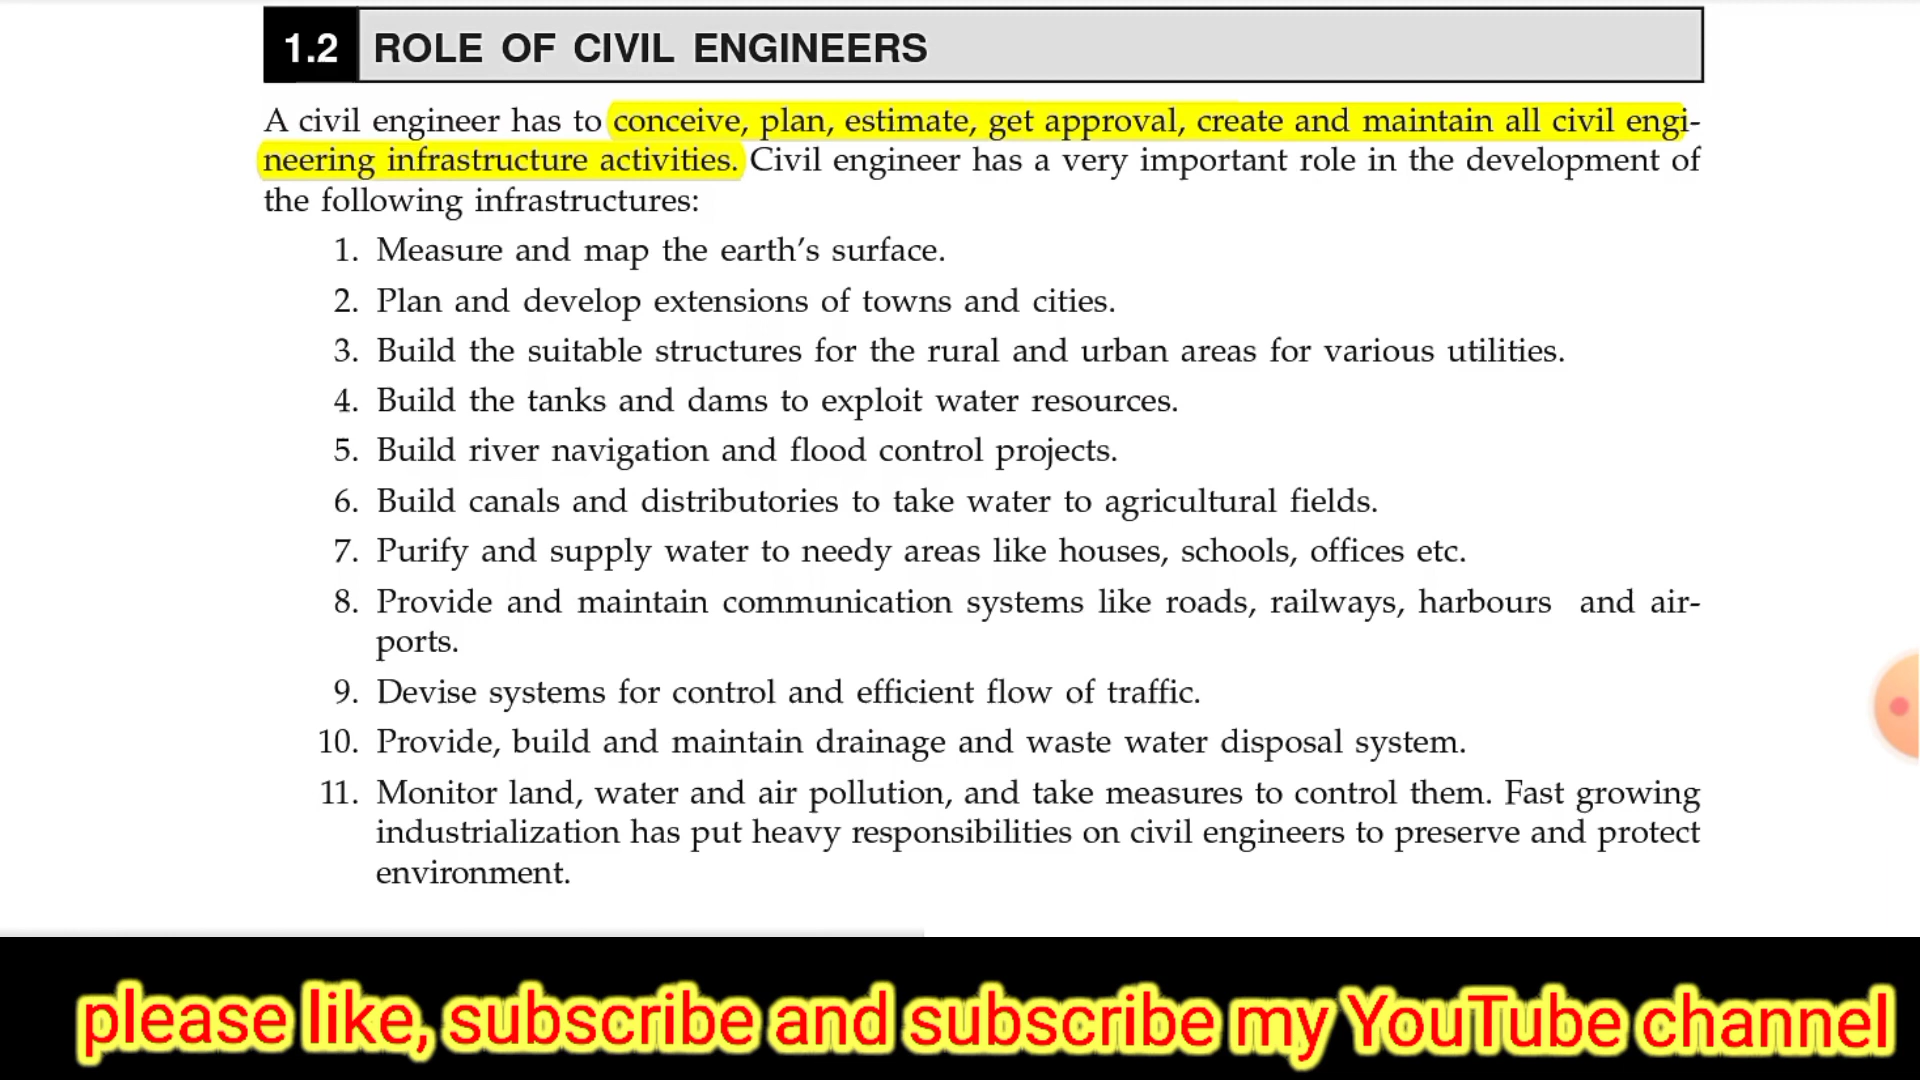 1.2 ROLE OF CIVIL ENGINEERS
A civil engineer has to conceive, plan, estimate, get approval, create and maintain all civil engi-
neering infrastructure activities. Civil engineer has a very important role in the development of
the following infrastructures:
1. Measure and map the earth’s surface.
2. Plan and develop extensions of towns and cities.
3. Build the suitable structures for the rural and urban areas for various utilities.
4. Build the tanks and dams to exploit water resources.
5. Build river navigation and flood control projects.
6. Build canals and distributories to take water to agricultural fields.
7. Purify and supply water to needy areas like houses, schools, offices etc.
8. Provide and maintain communication systems like roads, railways, harbours and air-
ports.
9. Devise systems for control and efficient flow of traffic.
10. Provide, build and maintain drainage and waste water disposal system.
11. Monitor land, water and air pollution, and take measures to control them. Fast growing
industrialization has put heavy responsibilities on civil engineers to preserve and protect
environment.
please like, subscribe and subscribe my YouTube channel